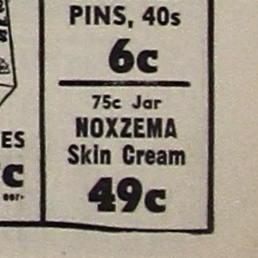 PINS, 40s
6c
75c Jar
NOXZEMA
Skin Cream
49c
ES
c